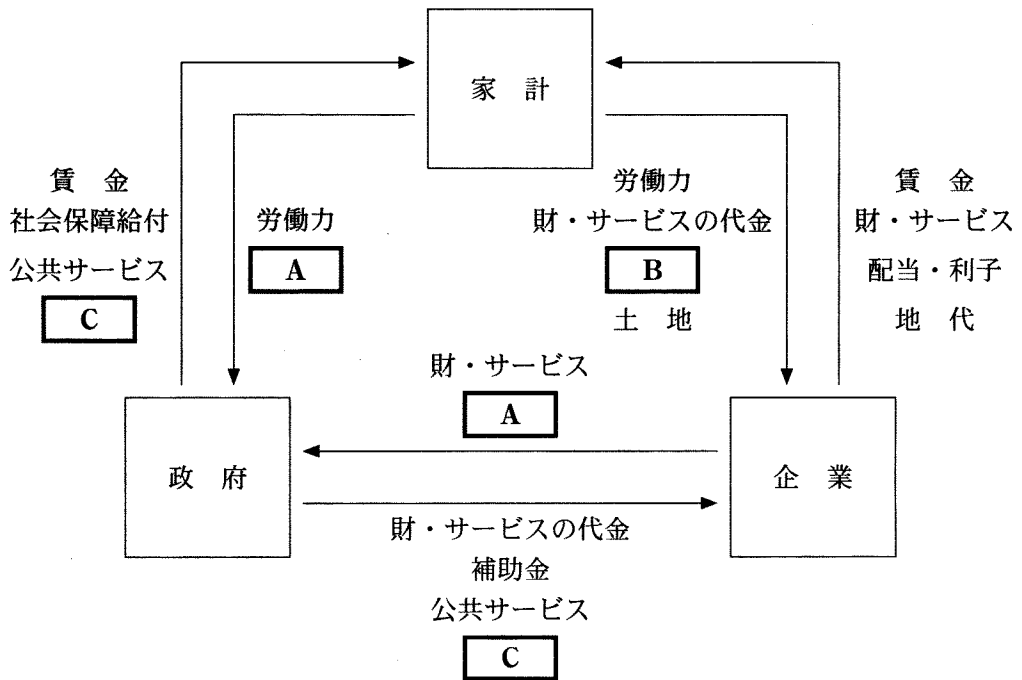 家 計
賃 金
社会保障給付
公共サービス
C
労働力
A
労働力
財・サービスの代金
B
土 地
賃 金
財・サービス
配当・利子
地 代
財・サービス
A
政 府
企 業
財・サービスの代金
補助金
公共サービス
C